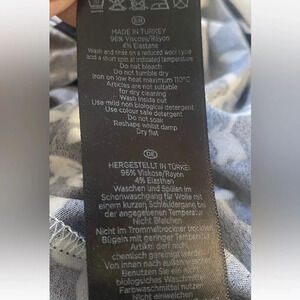 EN
MADE IN TURKEY
96% Viscose/Rayon
4% Elastane
Wash and rinse on a reduced wool cycle
and a short spin at indicated temperature
Do not bleach
Do not tumble dry
Iron on low heat maximum 110°C
Articles are not suitable
for dry cleaning
Wash inside out
Use mild non biological detergent
Use colour safe detergent
Do not soak
Reshape whilst damp
Dry flat
DE
HERGESTELLT IN TÜRKEI
96% Viskose/Rayon
4% Elasthan
Waschen und Spülen im
Schonwaschgang für Wolle mit
einem kurzen Schleudergang bei
der angegebenen Temperatur
Nicht Bleichen
Nicht im Trommeltrockner trocknen
Bügeln mit geringer Temperatur
Artikel darf nicht
chemisch gereinigt werden
Von innen nach außen waschen
Benutzen Sie ein nicht
biologisches Waschmittel
Farbwaschmittel nutzen
Nicht